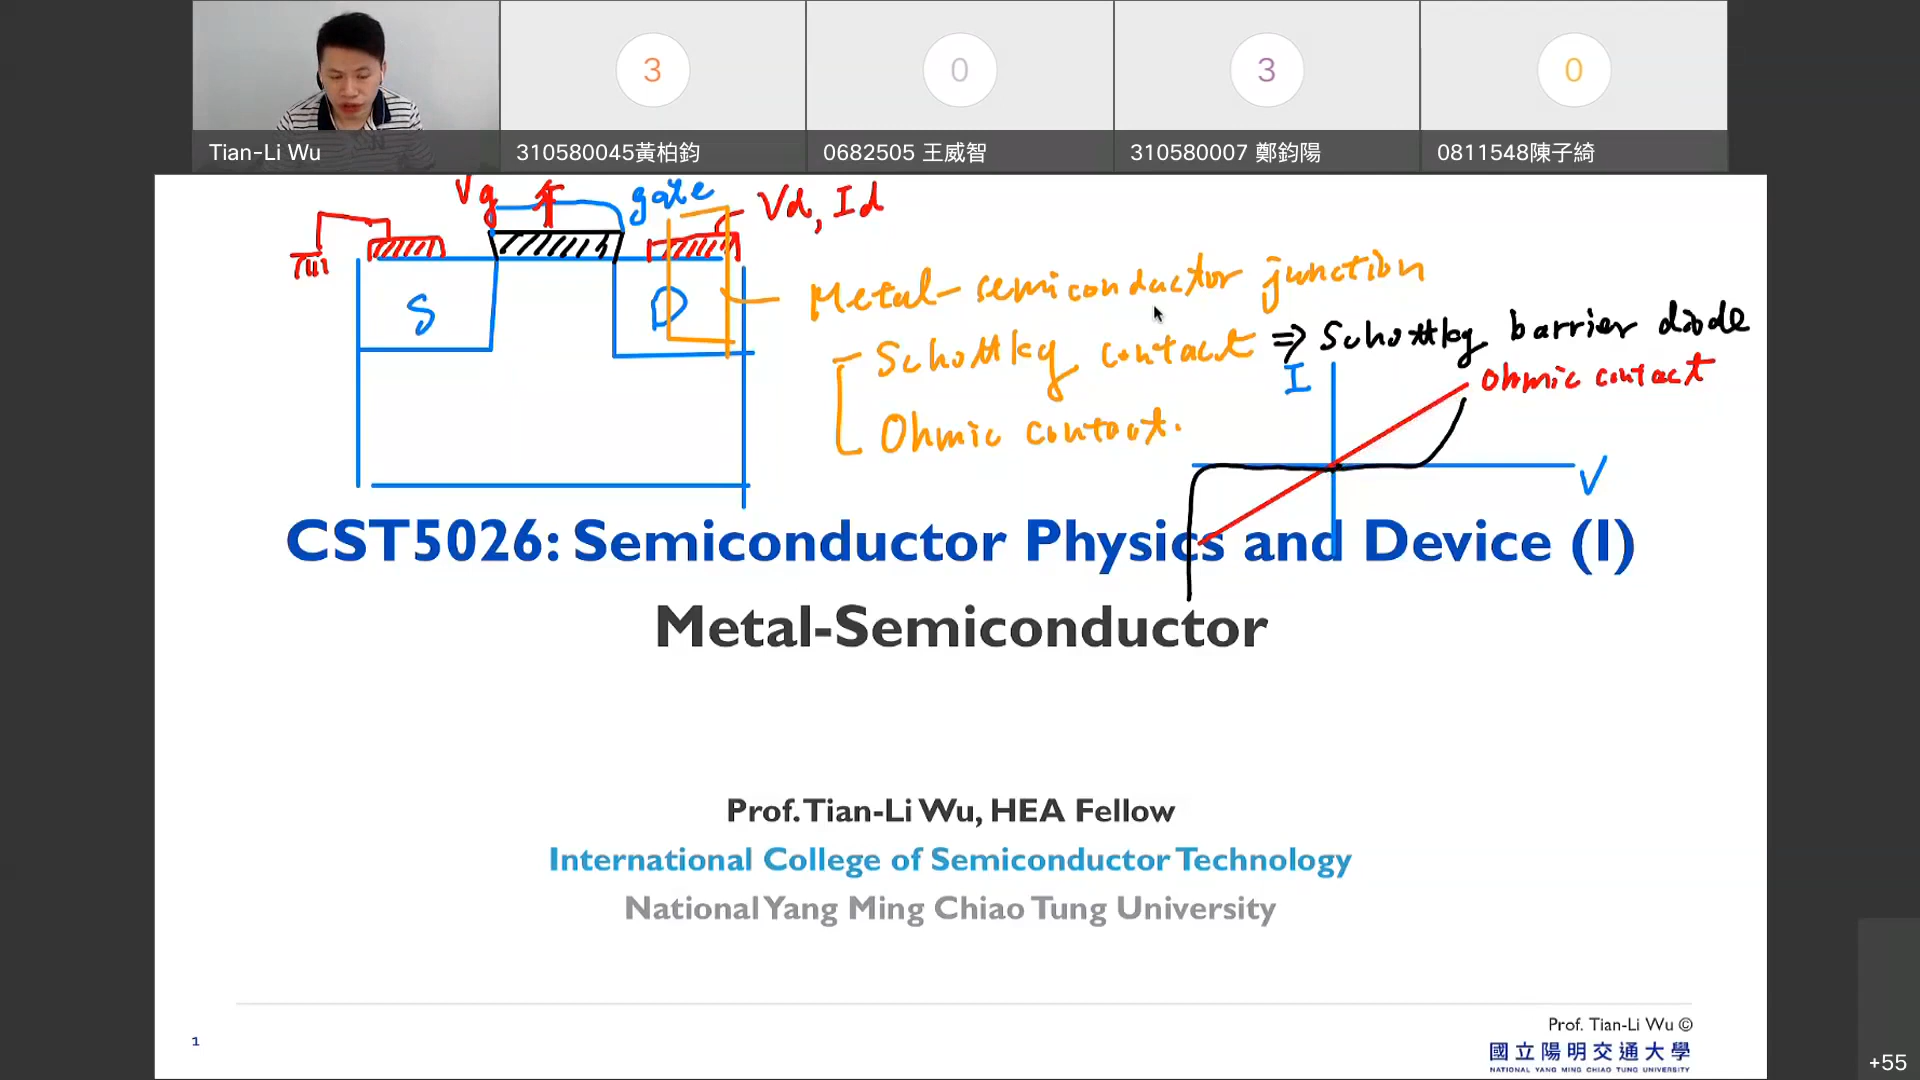 3
0
3
0
Tian-Li Wu
310580045黃柏鈞
0682505 王威智
310580007 鄭鈞陽
0811548陳子綺
Vg
gate
Vd, Id
S
D
Metal-semiconductor junction
Schottky contact ⇒ Schottky barrier diode
Ohmic contact.
I
Ohmic contact
V
CST5026: Semiconductor Physics and Device (I)
Metal-Semiconductor
Prof. Tian-Li Wu, HEA Fellow
International College of Semiconductor Technology
National Yang Ming Chiao Tung University
1
Prof. Tian-Li Wu ©
國立陽明交通大學
NATIONAL YANG MING CHIAO TUNG UNIVERSITY
+55